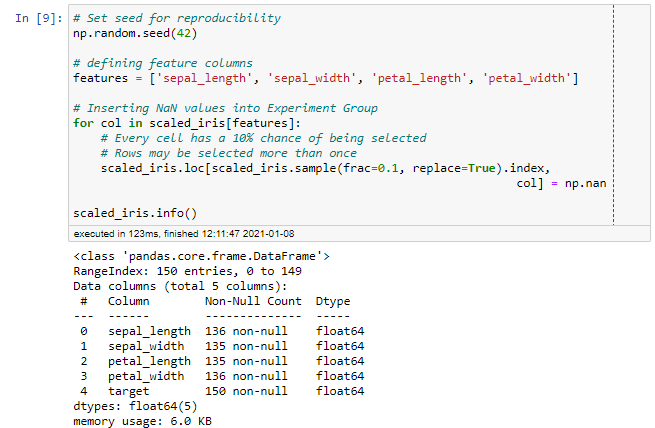 In [9]: # Set seed for reproducibility
np.random.seed(42)
# defining feature columns
features = ['sepal_length', 'sepal_width', 'petal_length', 'petal_width']
# Inserting NaN values into Experiment Group
for col in scaled_iris[features]:
# Every cell has a 10% chance of being selected
# Rows may be selected more than once
scaled_iris.loc[scaled_iris.sample(frac=0.1, replace=True).index,
col] = np.nan
scaled_iris.info()
executed in 123ms, finished 12:11:47 2021-01-08
<class 'pandas.core.frame.DataFrame'>
RangeIndex: 150 entries, 0 to 149
Data columns (total 5 columns):
# Column Non-Null Count Dtype
--- ------ -------------- -----
0 sepal_length 136 non-null float64
1 sepal_width 135 non-null float64
2 petal_length 135 non-null float64
3 petal_width 136 non-null float64
4 target 150 non-null float64
dtypes: float64(5)
memory usage: 6.0 KB